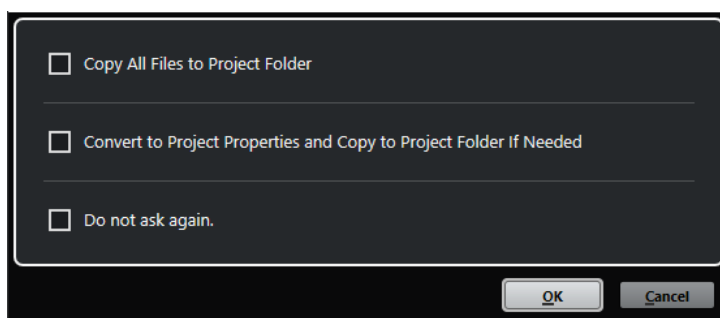 Copy All Files to Project Folder
Convert to Project Properties and Copy to Project Folder If Needed
Do not ask again.
OK
Cancel